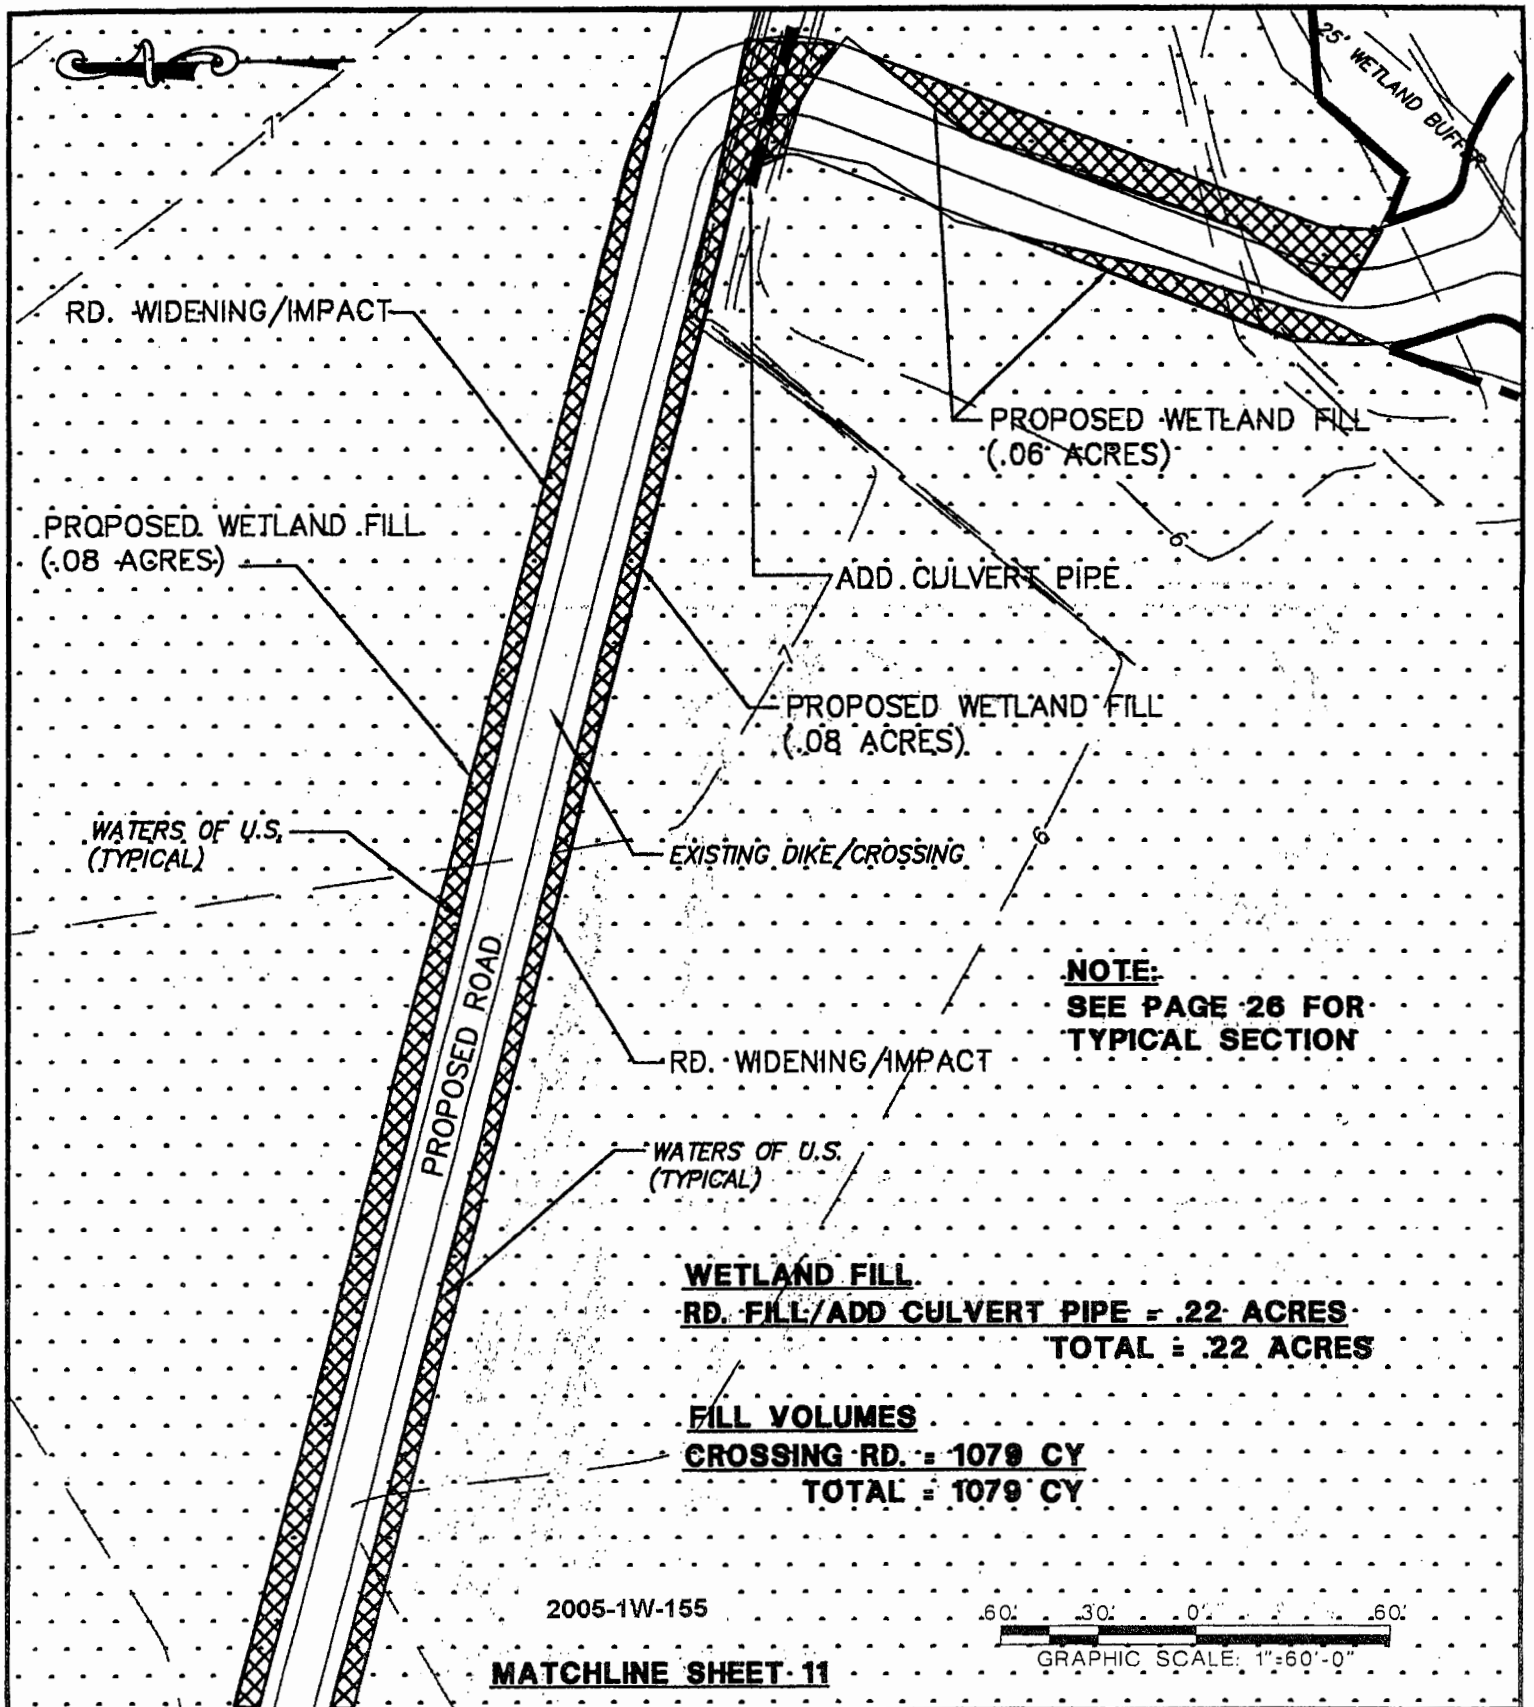 25' WETLAND BUFFER
7
RD. WIDENING/IMPACT
PROPOSED WETLAND FILL
(.06 ACRES)
PROPOSED WETLAND FILL
(.08 ACRES)
6
ADD CULVERT PIPE
7
PROPOSED WETLAND FILL
(.08 ACRES)
WATERS OF U.S.
(TYPICAL)
EXISTING DIKE/CROSSING
6
PROPOSED ROAD
NOTE:
SEE PAGE 26 FOR
TYPICAL SECTION
RD. WIDENING/IMPACT
WATERS OF U.S.
(TYPICAL)
WETLAND FILL
RD. FILL/ADD CULVERT PIPE = .22 ACRES
TOTAL = .22 ACRES
FILL VOLUMES
CROSSING RD. = 1079 CY
TOTAL = 1079 CY
2005-1W-155
60' 30' 0' 60'
GRAPHIC SCALE: 1"=60'-0"
MATCHLINE SHEET 11